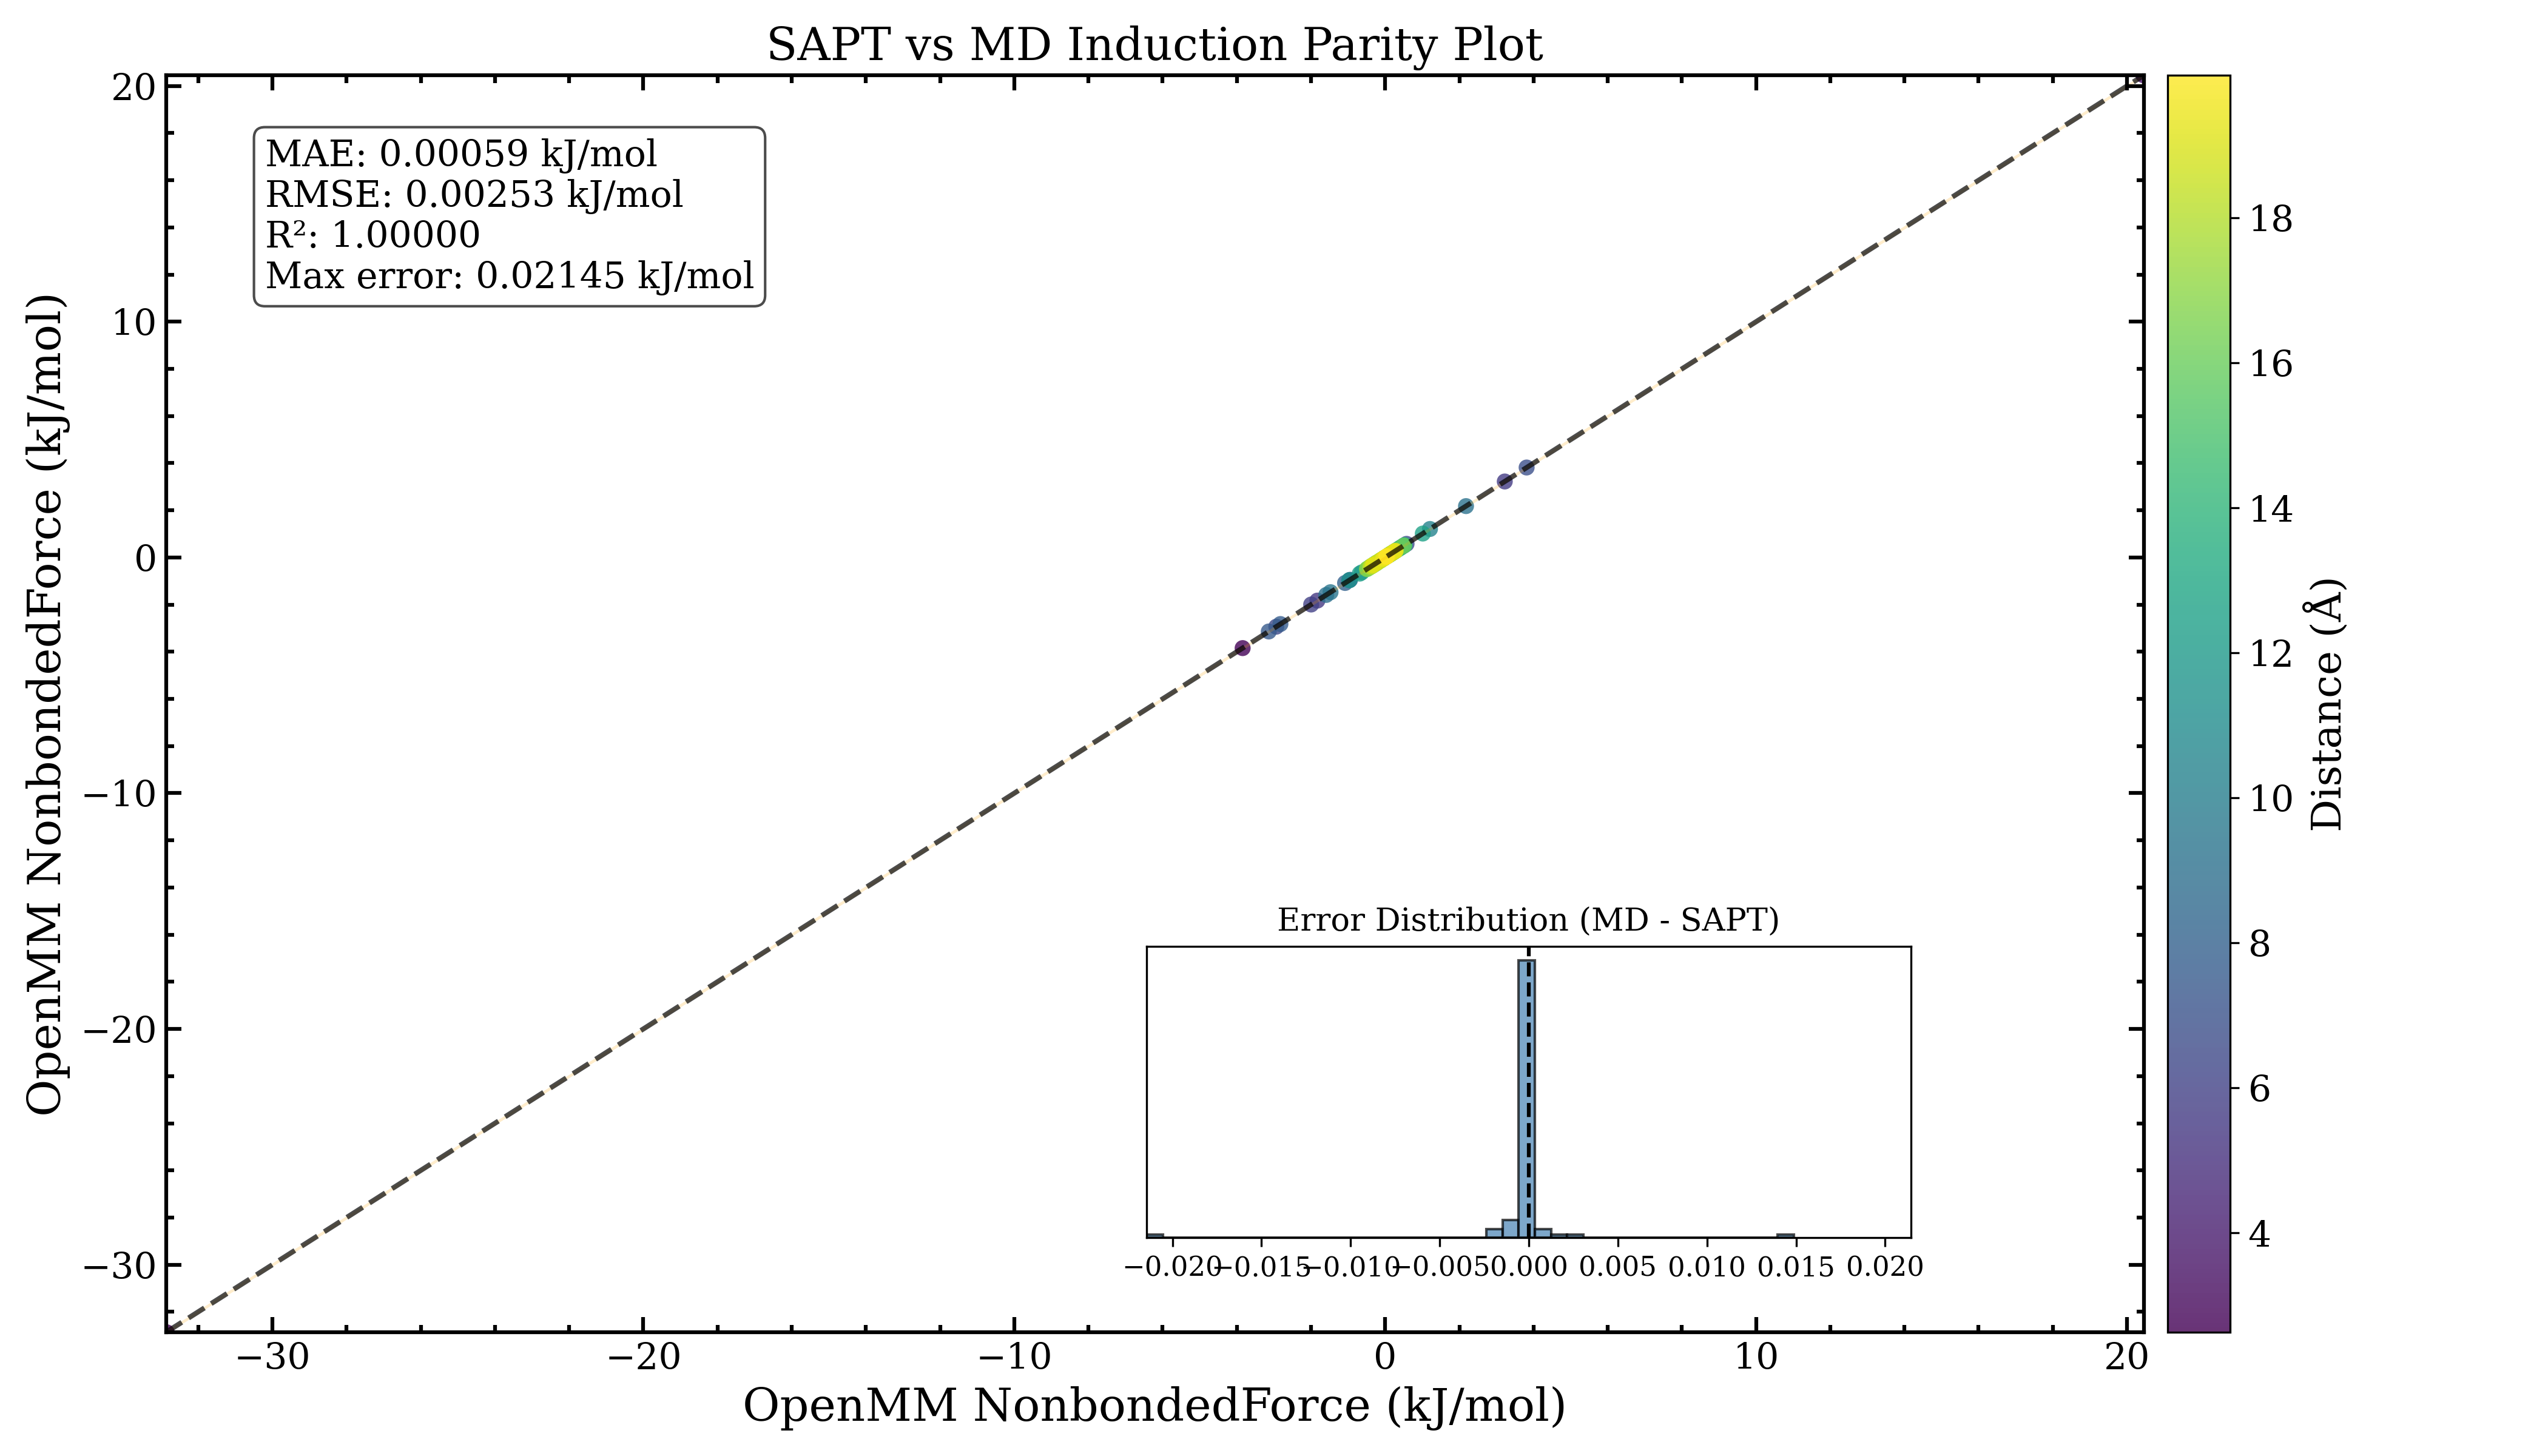 SAPT vs MD Induction Parity Plot
MAE: 0.00059 kJ/mol
RMSE: 0.00253 kJ/mol
R²: 1.00000
Max error: 0.02145 kJ/mol
OpenMM NonbondedForce (kJ/mol)
20
10
0
−10
−20
−30
Error Distribution (MD - SAPT)
−0.020 −0.015 −0.010 −0.005 0.000 0.005 0.010 0.015 0.020
−30 −20 −10 0 10 20
OpenMM NonbondedForce (kJ/mol)
18
16
14
12
10
8
6
4
Distance (Å)